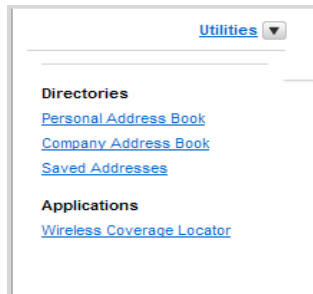 Utilities
Directories
Personal Address Book
Company Address Book
Saved Addresses
Applications
Wireless Coverage Locator